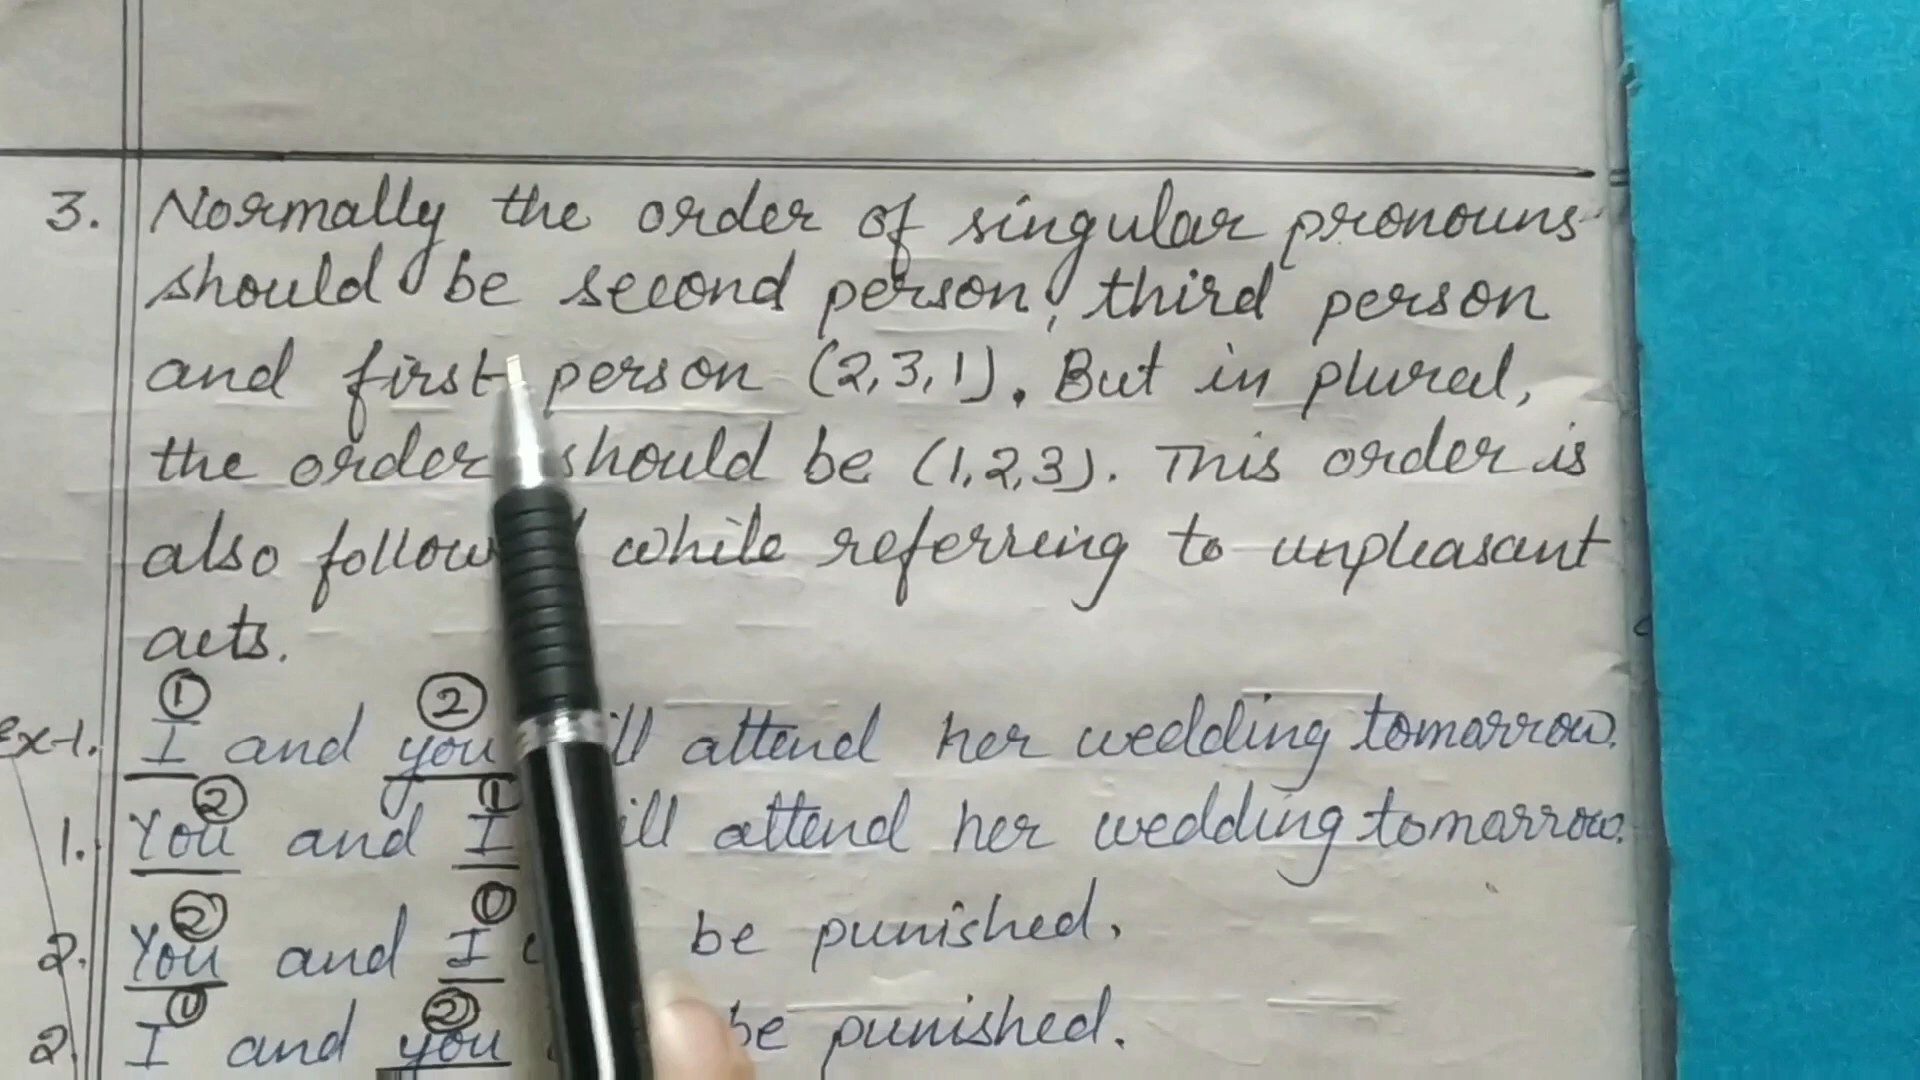 3. Normally the order of singular pronouns
should be second person, third person
and first person (2,3,1). But in plural,
the order should be (1,2,3). This order is
also while referring to unpleasant
acts.
① ②
Ex-1. I and you attend her wedding tomorrow.
② ①
1. You and I attend her wedding tomorrow.
② ①
2. You and I be punished.
① ②
2. I and you be punished.